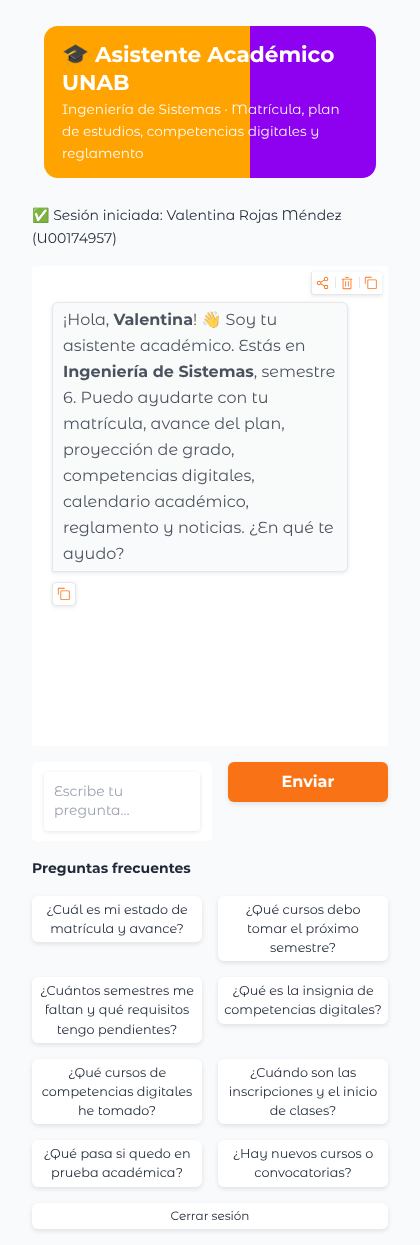 🎓 Asistente Académico
UNAB
Ingeniería de Sistemas · Matrícula, plan
de estudios, competencias digitales y
reglamento
✅ Sesión iniciada: Valentina Rojas Méndez
(U00174957)
¡Hola, Valentina! 👋 Soy tu
asistente académico. Estás en
Ingeniería de Sistemas, semestre
6. Puedo ayudarte con tu
matrícula, avance del plan,
proyección de grado,
competencias digitales,
calendario académico,
reglamento y noticias. ¿En qué te
ayudo?
Escribe tu
pregunta...
Enviar
Preguntas frecuentes
¿Cuál es mi estado de
matrícula y avance?
¿Qué cursos debo
tomar el próximo
semestre?
¿Cuántos semestres me
faltan y qué requisitos
tengo pendientes?
¿Qué es la insignia de
competencias digitales?
¿Qué cursos de
competencias digitales
he tomado?
¿Cuándo son las
inscripciones y el inicio
de clases?
¿Qué pasa si quedo en
prueba académica?
¿Hay nuevos cursos o
convocatorias?
Cerrar sesión